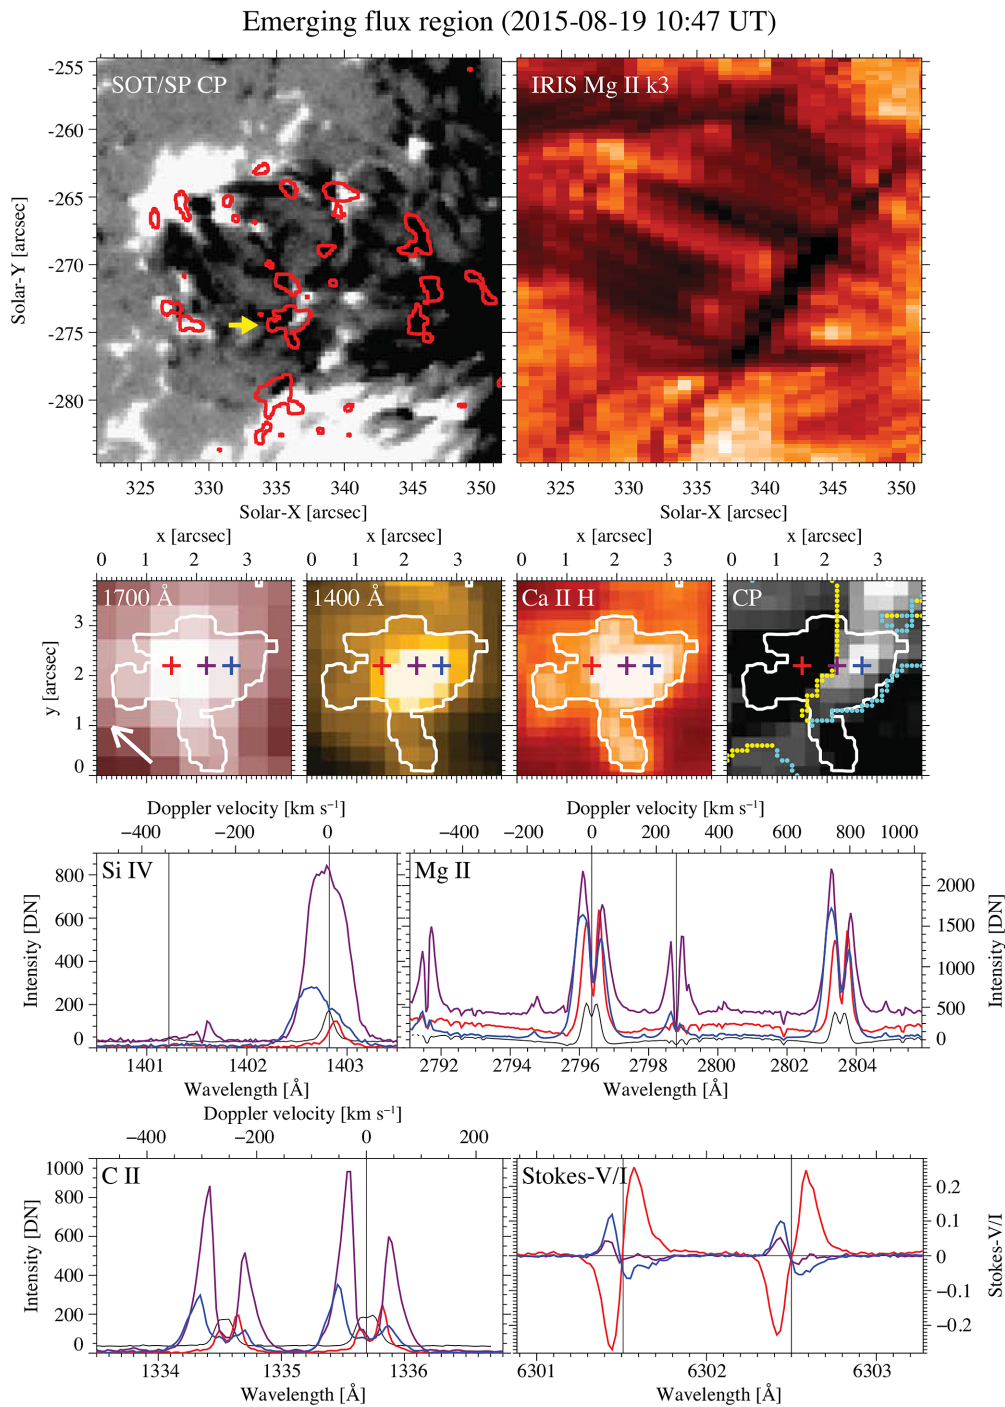 Emerging flux region (2015-08-19 10:47 UT)
SOT/SP CP
IRIS Mg II k3
-255
-260
-265
-270
-275
-280
Solar-Y [arcsec]
325 330 335 340 345 350
325 330 335 340 345 350
Solar-X [arcsec]
Solar-X [arcsec]
x [arcsec]
x [arcsec]
x [arcsec]
x [arcsec]
0 1 2 3
0 1 2 3
0 1 2 3
0 1 2 3
1700 Å
1400 Å
Ca II H
CP
3
2
1
0
y [arcsec]
Doppler velocity [km s⁻¹]
−400 −200 0
Si IV
800
600
400
200
0
Intensity [DN]
1401 1402 1403
Wavelength [Å]
Doppler velocity [km s⁻¹]
−400 −200 0 200 400 600 800 1000
Mg II
2000
1500
1000
500
0
Intensity [DN]
2792 2794 2796 2798 2800 2802 2804
Wavelength [Å]
Doppler velocity [km s⁻¹]
−400 −200 0 200
C II
1000
800
600
400
200
0
Intensity [DN]
1334 1335 1336
Wavelength [Å]
Stokes-V/I
0.2
0.1
0
−0.1
−0.2
Stokes-V/I
6301 6302 6303
Wavelength [Å]